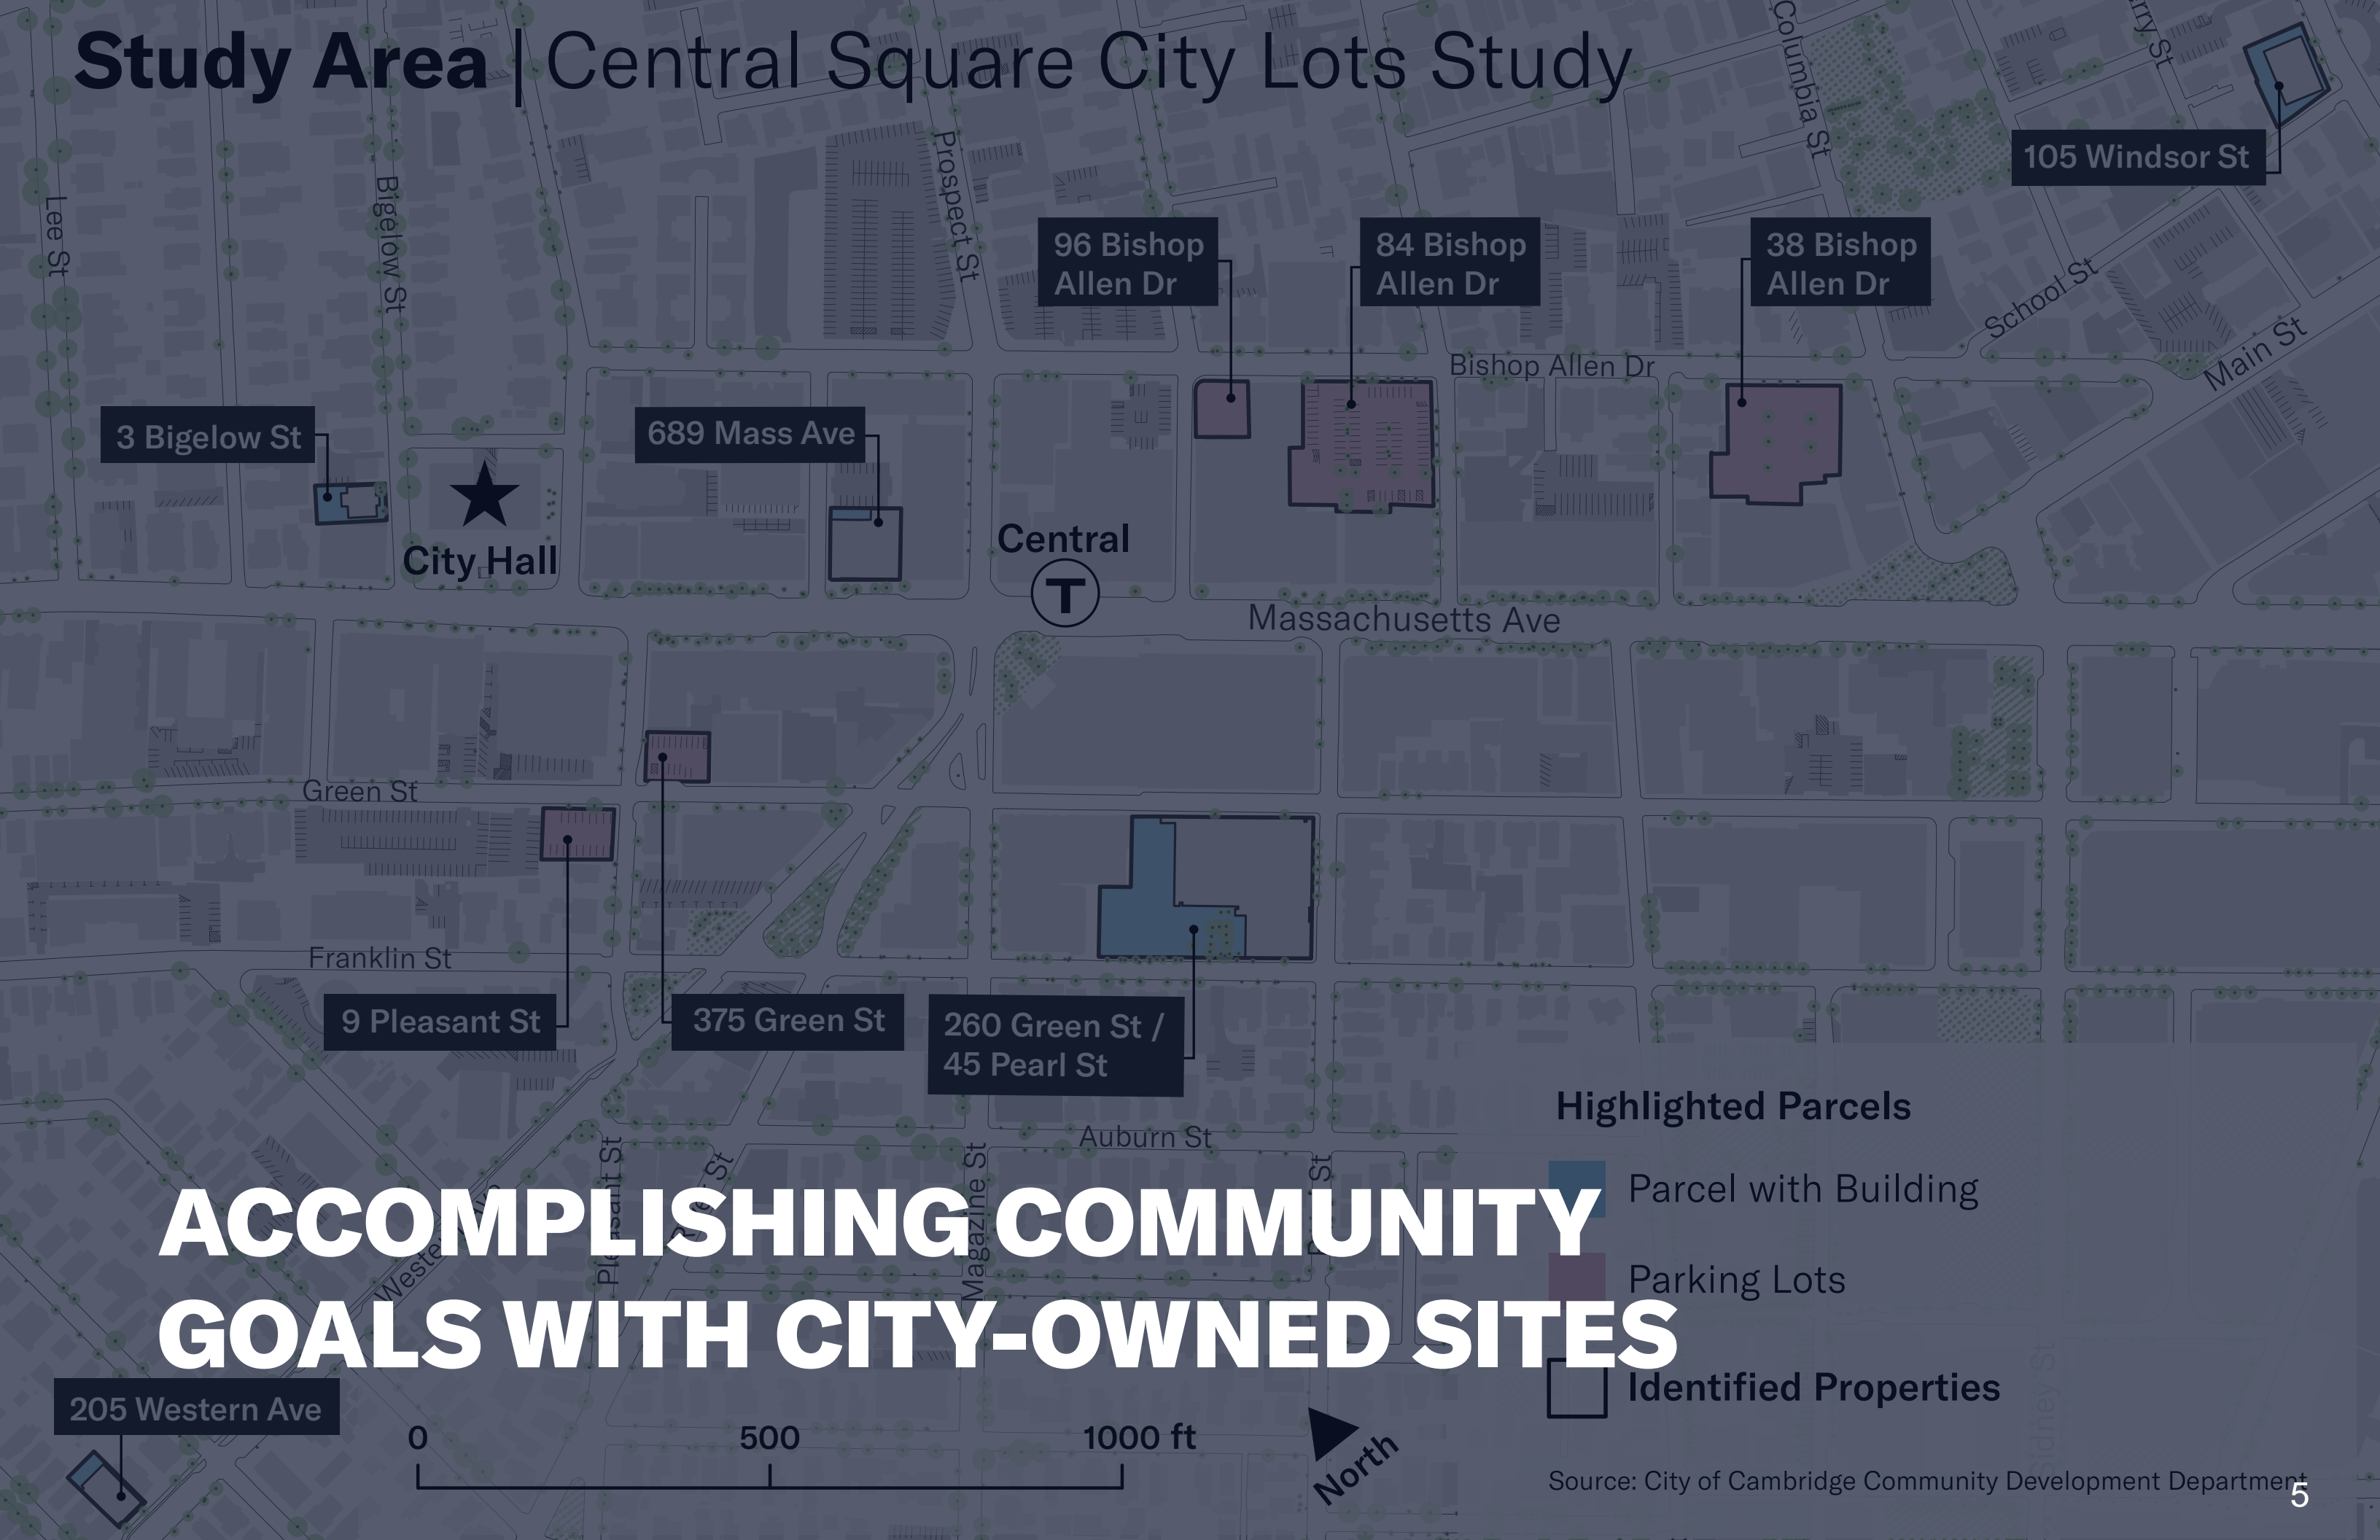 Study Area | Central Square City Lots Study
Lee St
Bigelow St
Prospect St
Columbia St
105 Windsor St
96 Bishop
Allen Dr
84 Bishop
Allen Dr
38 Bishop
Allen Dr
School St
Main St
Bishop Allen Dr
3 Bigelow St
689 Mass Ave
City Hall
Central
T
Massachusetts Ave
Green St
Franklin St
9 Pleasant St
375 Green St
260 Green St /
45 Pearl St
Auburn St
Pleasant St
Magazine St
Highlighted Parcels
Parcel with Building
Parking Lots
Identified Properties
ACCOMPLISHING COMMUNITY
GOALS WITH CITY-OWNED SITES
205 Western Ave
0 500 1000 ft
North
Sidney St
Source: City of Cambridge Community Development Department
5